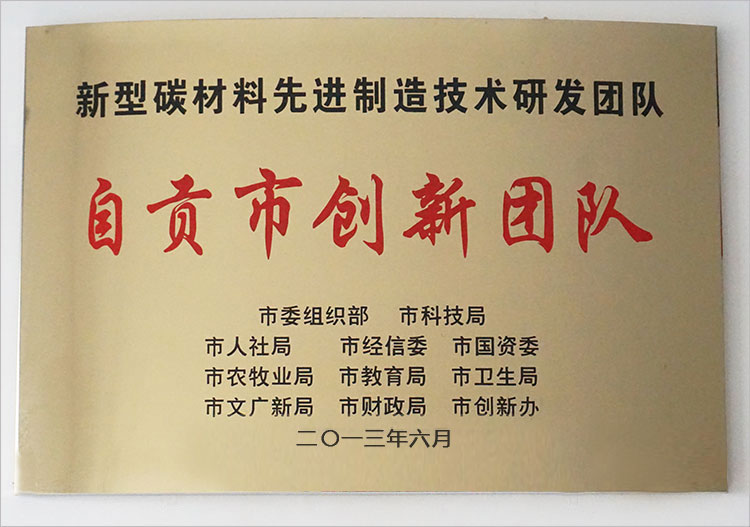 新型碳材料先进制造技术研发团队
自贡市创新团队
市委组织部 市科技局
市人社局 市经信委 市国资委
市农牧业局 市教育局 市卫生局
市文广新局 市财政局 市创新办
二〇一三年六月